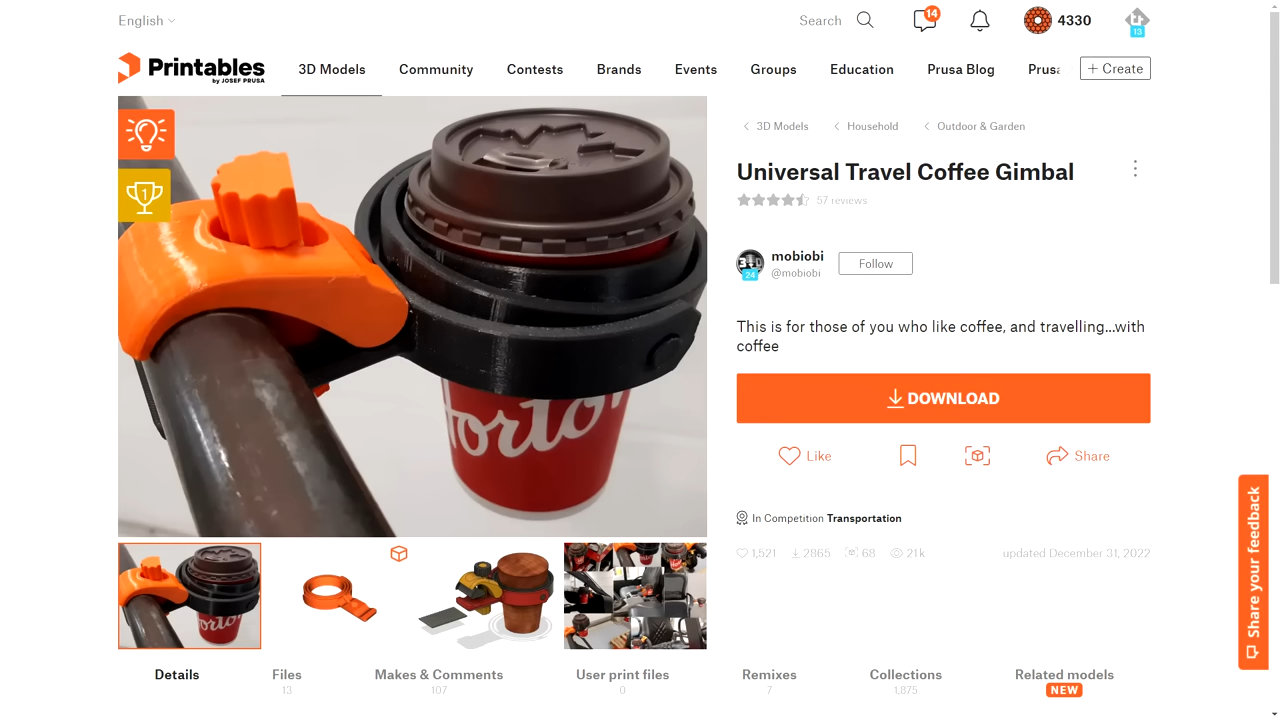 English
Search
14
4330
13
Printables
by JOSEF PRUSA
3D Models
Community
Contests
Brands
Events
Groups
Education
Prusa Blog
Prusa
+ Create
1
3D Models
Household
Outdoor & Garden
Universal Travel Coffee Gimbal
57 reviews
mobiobi
24
@mobiobi
Follow
This is for those of you who like coffee, and travelling...with
coffee
DOWNLOAD
Like
Share
In Competition Transportation
1,521
2865
68
21k
updated December 31, 2022
Share your feedback
Details
Files
13
Makes & Comments
107
User print files
0
Remixes
7
Collections
1,875
Related models
NEW